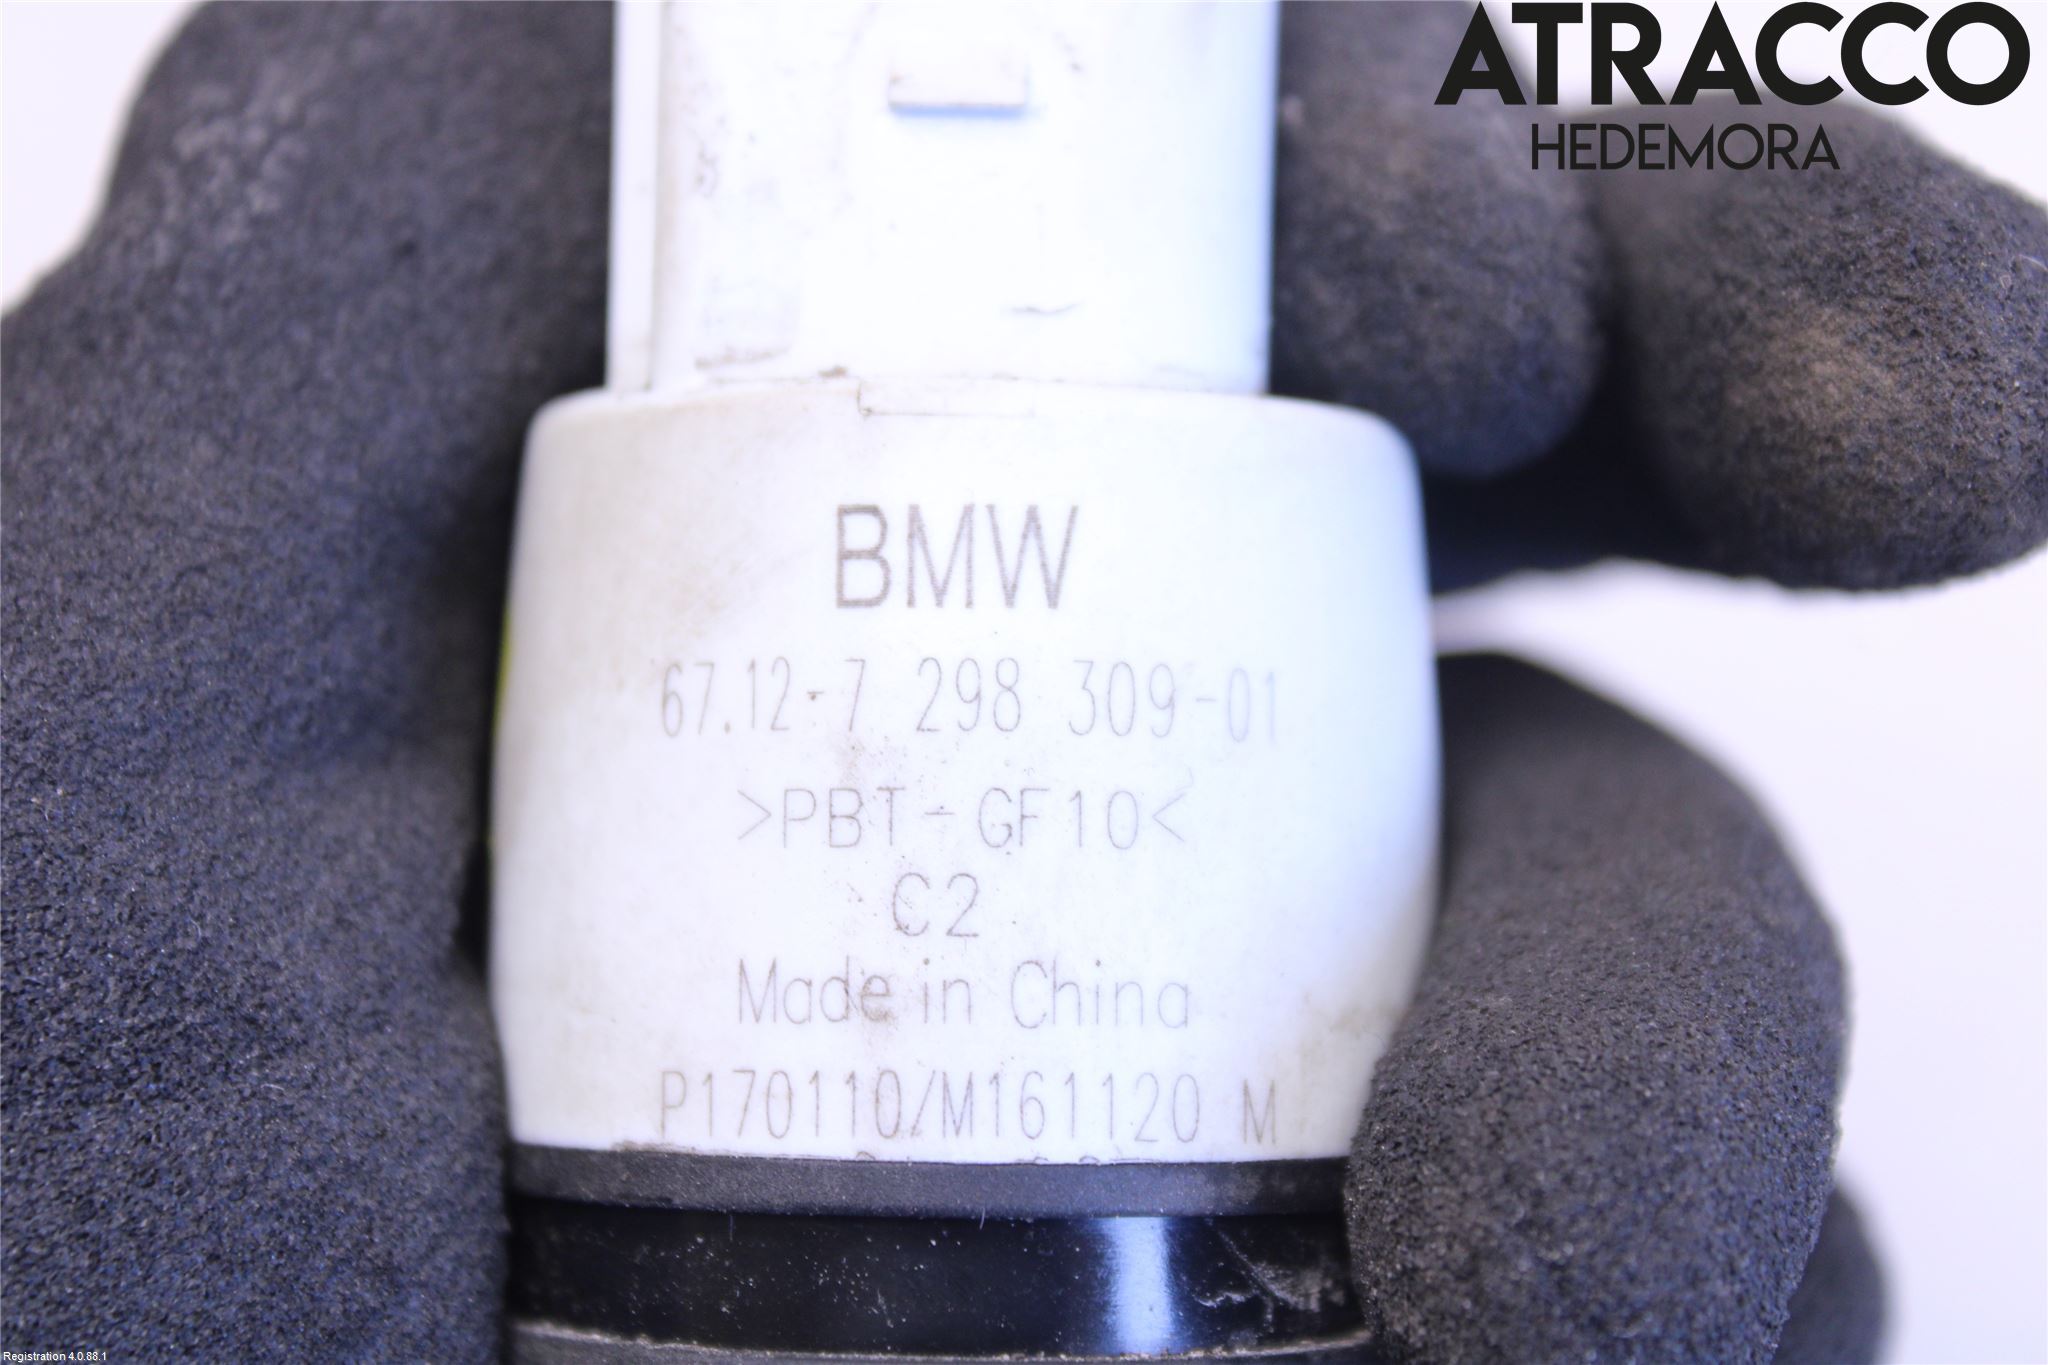 ATRACCO
HEDEMORA
BMW
67.12-7 298 309-01
>PBT-GF10<
C2
Made in China
P170110/M161120 M
Registration 4.0.88.1